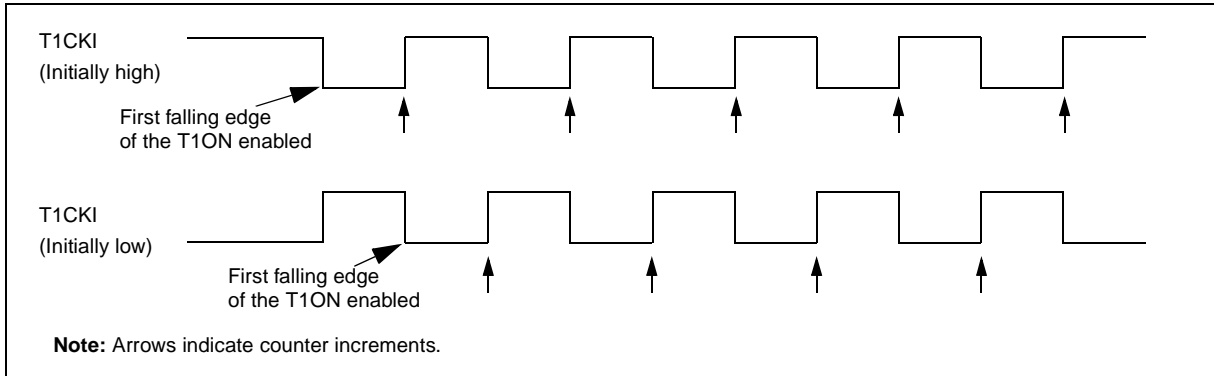 T1CKI
(Initially high)
First falling edge
of the T1ON enabled
T1CKI
(Initially low)
First falling edge
of the T1ON enabled
Note: Arrows indicate counter increments.